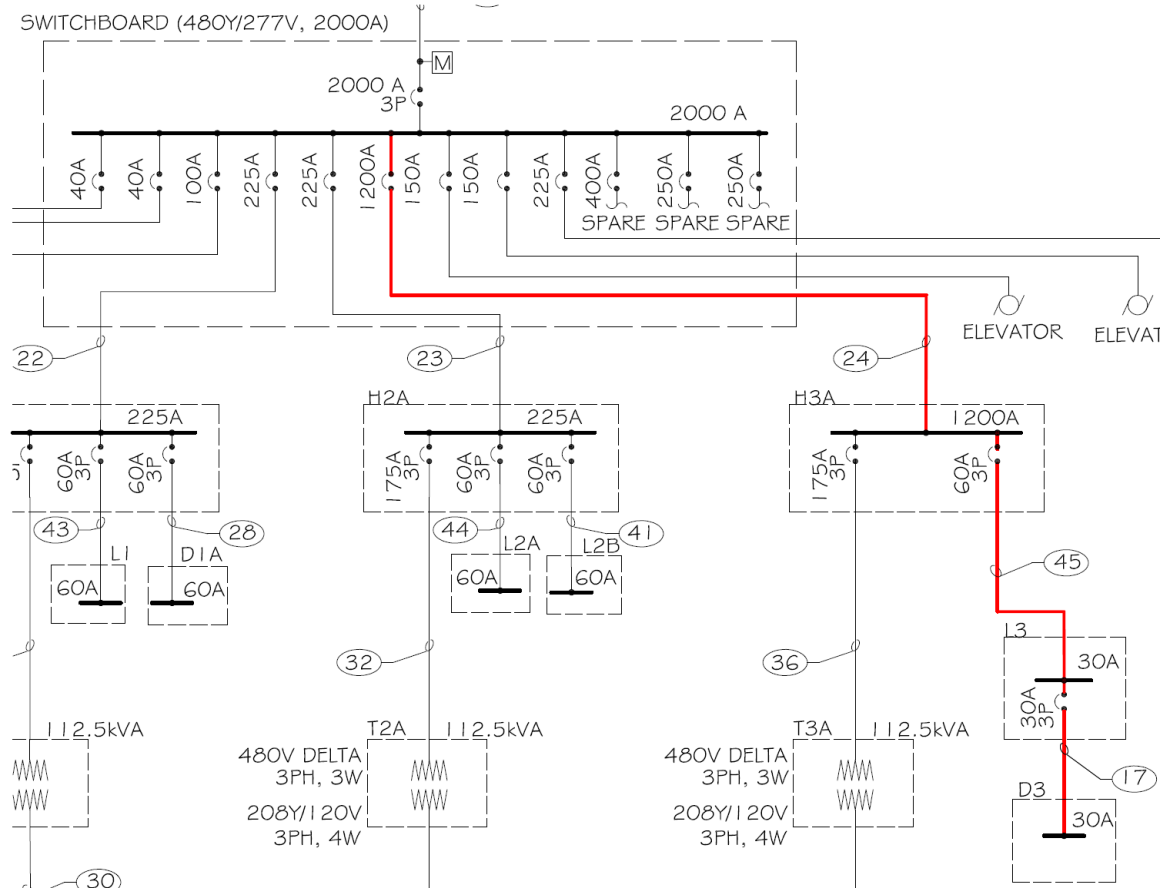 SWITCHBOARD (480Y/277V, 2000A)
M
2000 A
3P
2000 A
40A
40A
100A
225A
225A
1200A
150A
150A
225A
400A
250A
250A
SPARE SPARE SPARE
ELEVATOR
ELEVAT
22
23
24
H2A
H3A
225A
225A
1200A
60A
3P
60A
3P
175A
3P
60A
3P
60A
3P
175A
3P
60A
3P
43
28
44
41
45
L1
D1A
L2A
L2B
60A
60A
60A
60A
L3
30A
30A
3P
32
36
112.5kVA
T2A
112.5kVA
T3A
112.5kVA
480V DELTA
3PH, 3W
208Y/120V
3PH, 4W
480V DELTA
3PH, 3W
208Y/120V
3PH, 4W
17
D3
30A
30